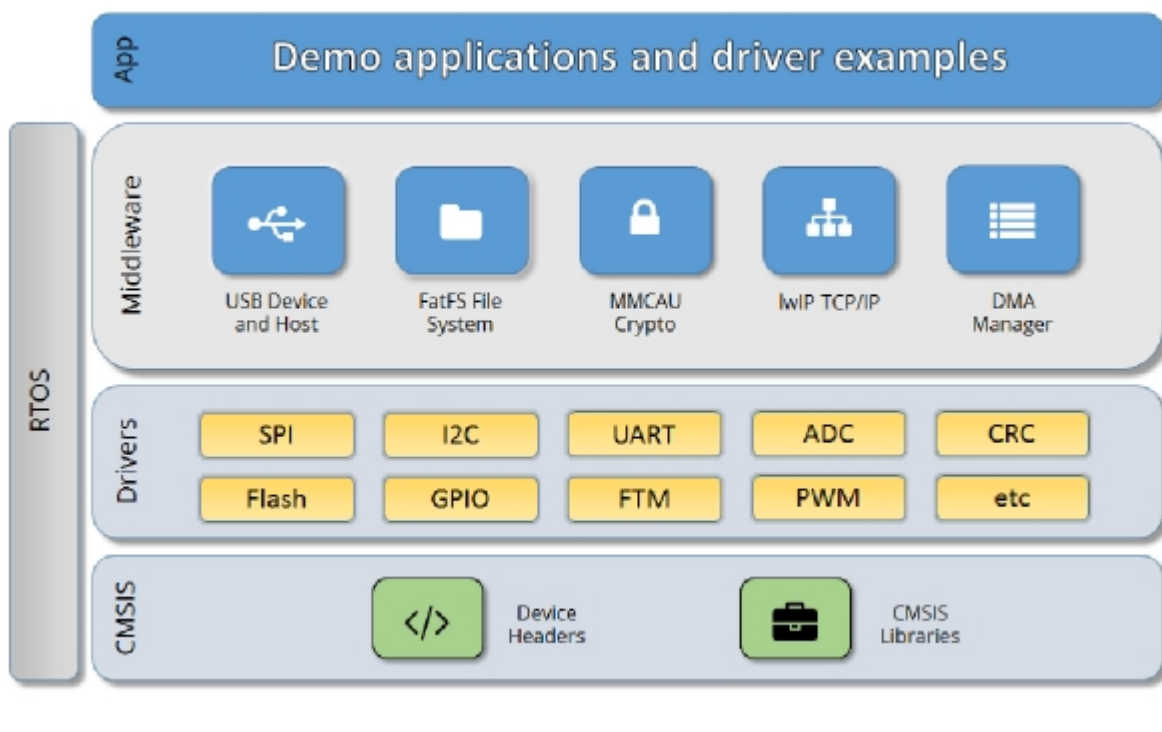 App
Demo applications and driver examples
RTOS
Middleware
USB Device
and Host
FatFS File
System
MMCAU
Crypto
lwIP TCP/IP
DMA
Manager
Drivers
SPI
I2C
UART
ADC
CRC
Flash
GPIO
FTM
PWM
etc
CMSIS
</>
Device
Headers
CMSIS
Libraries